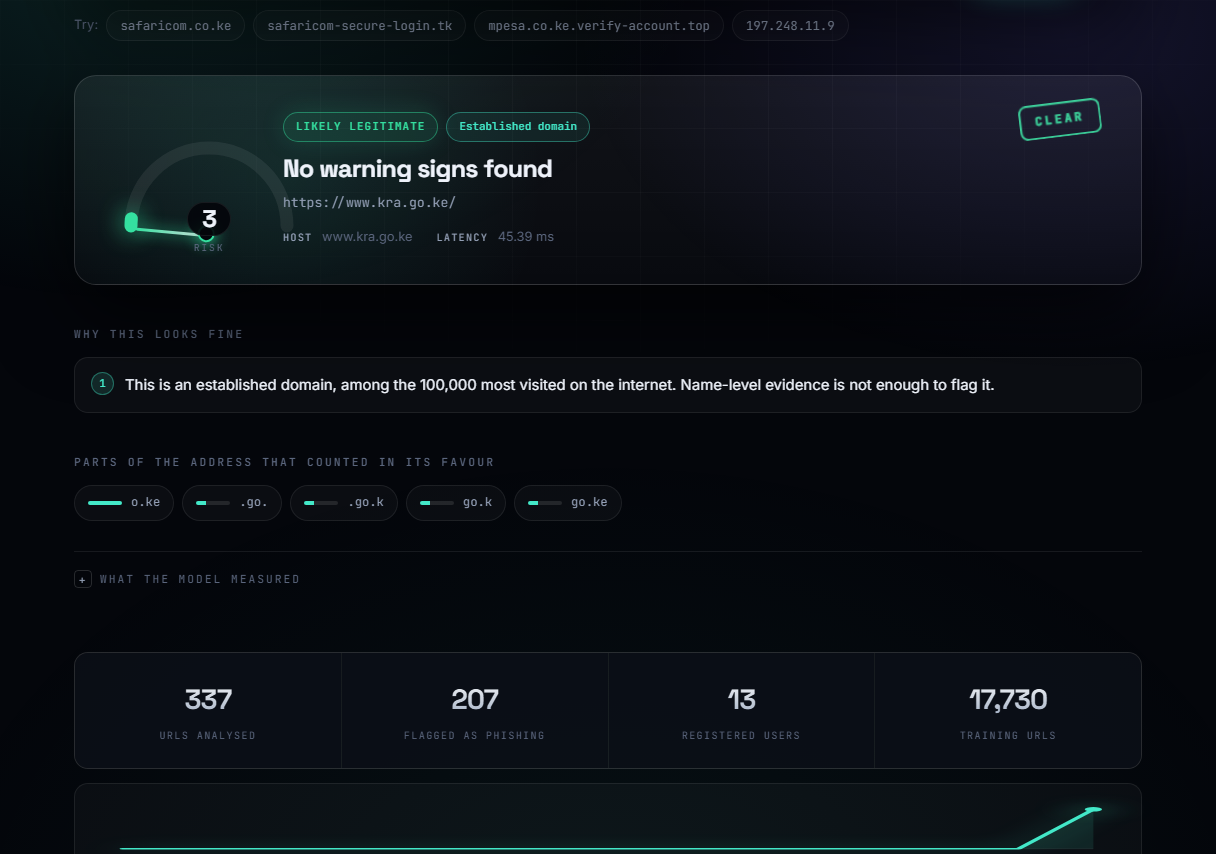 Try: safaricom.co.ke safaricom-secure-login.tk mpesa.co.ke.verify-account.top 197.248.11.9
LIKELY LEGITIMATE Established domain
CLEAR
No warning signs found
https://www.kra.go.ke/
3
RISK
HOST www.kra.go.ke LATENCY 45.39 ms
WHY THIS LOOKS FINE
1 This is an established domain, among the 100,000 most visited on the internet. Name-level evidence is not enough to flag it.
PARTS OF THE ADDRESS THAT COUNTED IN ITS FAVOUR
o.ke .go. .go.k go.k go.ke
+ WHAT THE MODEL MEASURED
337 207 13 17,730
URLS ANALYSED FLAGGED AS PHISHING REGISTERED USERS TRAINING URLS